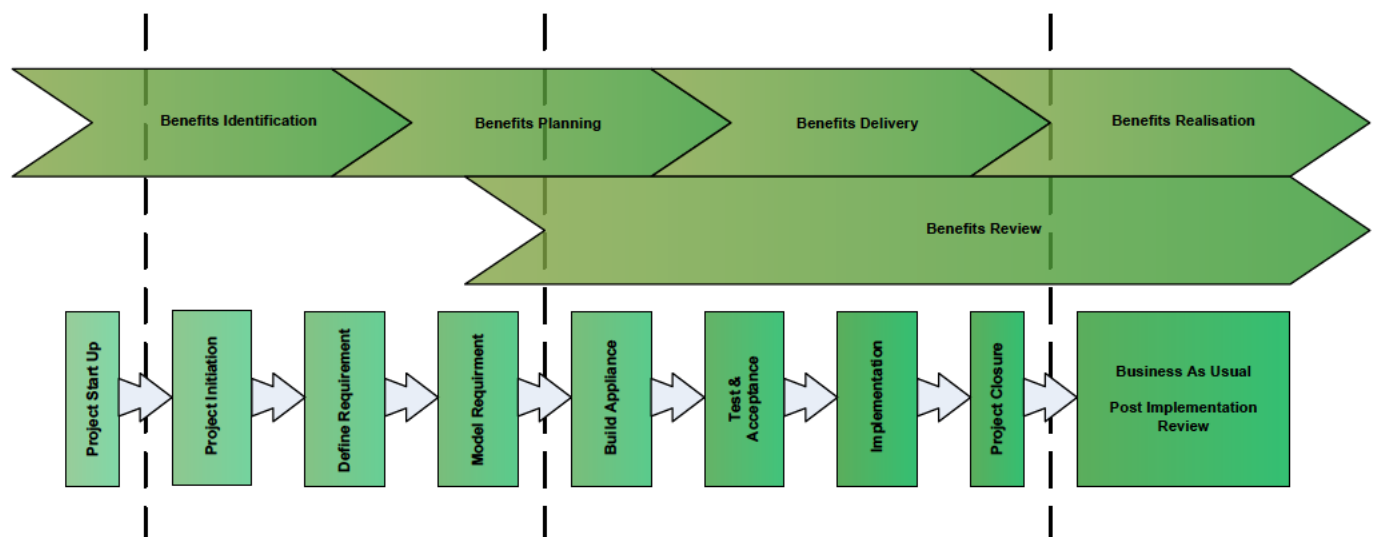 Benefits Identification
Benefits Planning
Benefits Delivery
Benefits Realisation
Benefits Review
Project Start Up
Project Initiation
Define Requirement
Model Requirment
Build Appliance
Test &
Acceptance
Implementation
Project Closure
Business As Usual
Post Implementation
Review